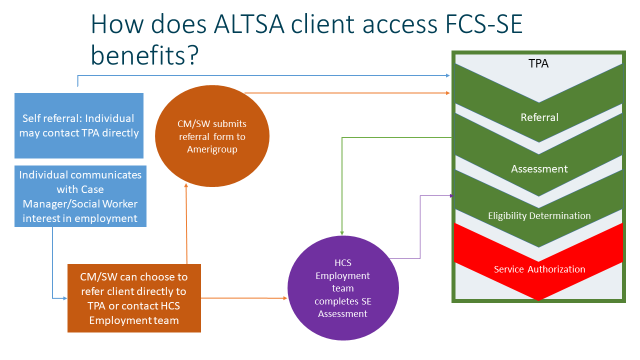 How does ALTSA client access FCS-SE
benefits?
TPA
Self referral: Individual
may contact TPA directly
CM/SW submits
referral form to
Amerigroup
Referral
Assessment
Individual communicates
with Case
Manager/Social Worker
interest in employment
Eligibility Determination
CM/SW can choose to
refer client directly to
TPA or contact HCS
Employment team
HCS
Employment
team
completes SE
Assessment
Service Authorization